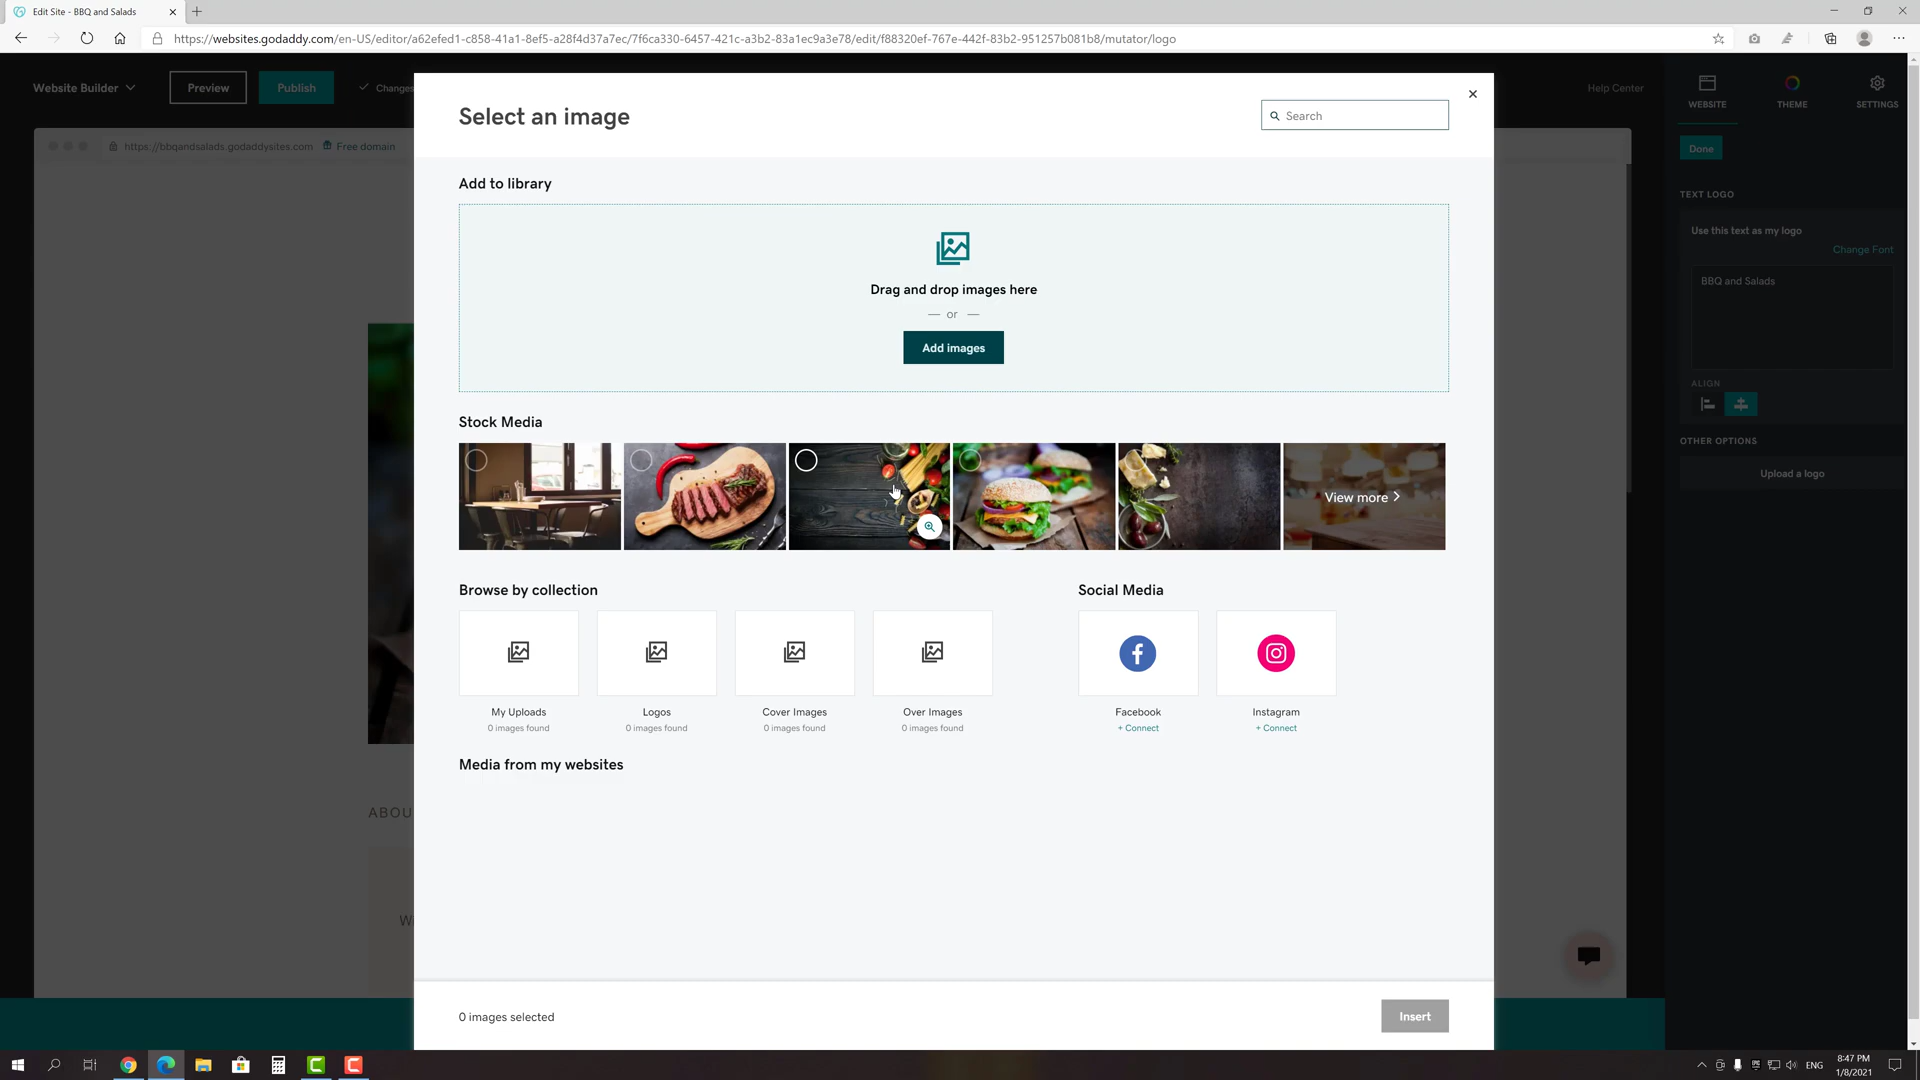 Edit Site - BBQ and Salads
https://websites.godaddy.com/en-US/editor/a62efed1-c858-41a1-8ef5-a28f4d37a7ec/7f6ca330-6457-421c-a3b2-83a1ec9a3e78/edit/f88320ef-767e-442f-83b2-951257b081b8/mutator/logo
Website Builder
Preview
Publish
Changes
Help Center
WEBSITE
THEME
SETTINGS
https://bbqandsalads.godaddysites.com
Free domain
Select an image
Search
Add to library
Drag and drop images here
— or —
Add images
Stock Media
View more
Browse by collection
Social Media
My Uploads
0 images found
Logos
0 images found
Cover Images
0 images found
Over Images
0 images found
Facebook
+ Connect
Instagram
+ Connect
Media from my websites
0 images selected
Insert
Done
TEXT LOGO
Use this text as my logo
Change Font
BBQ and Salads
ALIGN
OTHER OPTIONS
Upload a logo
ABOU
W
ENG
8:47 PM
1/8/2021